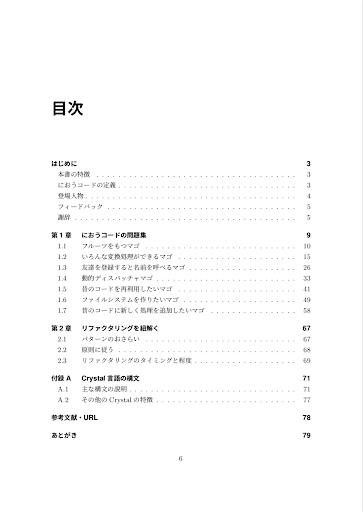 目次
はじめに 3
本書の特徴 . . . . . . . . . . . . . . . . . . . . . . . . . . . . . . . . . . 3
におうコードの定義 . . . . . . . . . . . . . . . . . . . . . . . . . . . . . . 3
登場人物 . . . . . . . . . . . . . . . . . . . . . . . . . . . . . . . . . . . 4
フィードバック . . . . . . . . . . . . . . . . . . . . . . . . . . . . . . . . 5
謝辞 . . . . . . . . . . . . . . . . . . . . . . . . . . . . . . . . . . . . . 5
第1章 におうコードの問題集 9
1.1 フルーツをもつマゴ . . . . . . . . . . . . . . . . . . . . . . . . . 10
1.2 いろんな変換処理ができるマゴ . . . . . . . . . . . . . . . . . . . . 15
1.3 友達を登録すると名前を呼べるマゴ . . . . . . . . . . . . . . . . . . 26
1.4 動的ディスパッチャマゴ . . . . . . . . . . . . . . . . . . . . . . . 33
1.5 昔のコードを再利用したいマゴ . . . . . . . . . . . . . . . . . . . . 41
1.6 ファイルシステムを作りたいマゴ . . . . . . . . . . . . . . . . . . . 49
1.7 昔のコードに新しく処理を追加したいマゴ . . . . . . . . . . . . . . . 58
第2章 リファクタリングを紐解く 67
2.1 パターンのおさらい . . . . . . . . . . . . . . . . . . . . . . . . . 67
2.2 原則に従う . . . . . . . . . . . . . . . . . . . . . . . . . . . . . 68
2.3 リファクタリングのタイミングと程度 . . . . . . . . . . . . . . . . . 69
付録A Crystal 言語の構文 71
A.1 主な構文の説明 . . . . . . . . . . . . . . . . . . . . . . . . . . . 71
A.2 その他の Crystal の特徴 . . . . . . . . . . . . . . . . . . . . . . . 77
参考文献・URL 78
あとがき 79
6